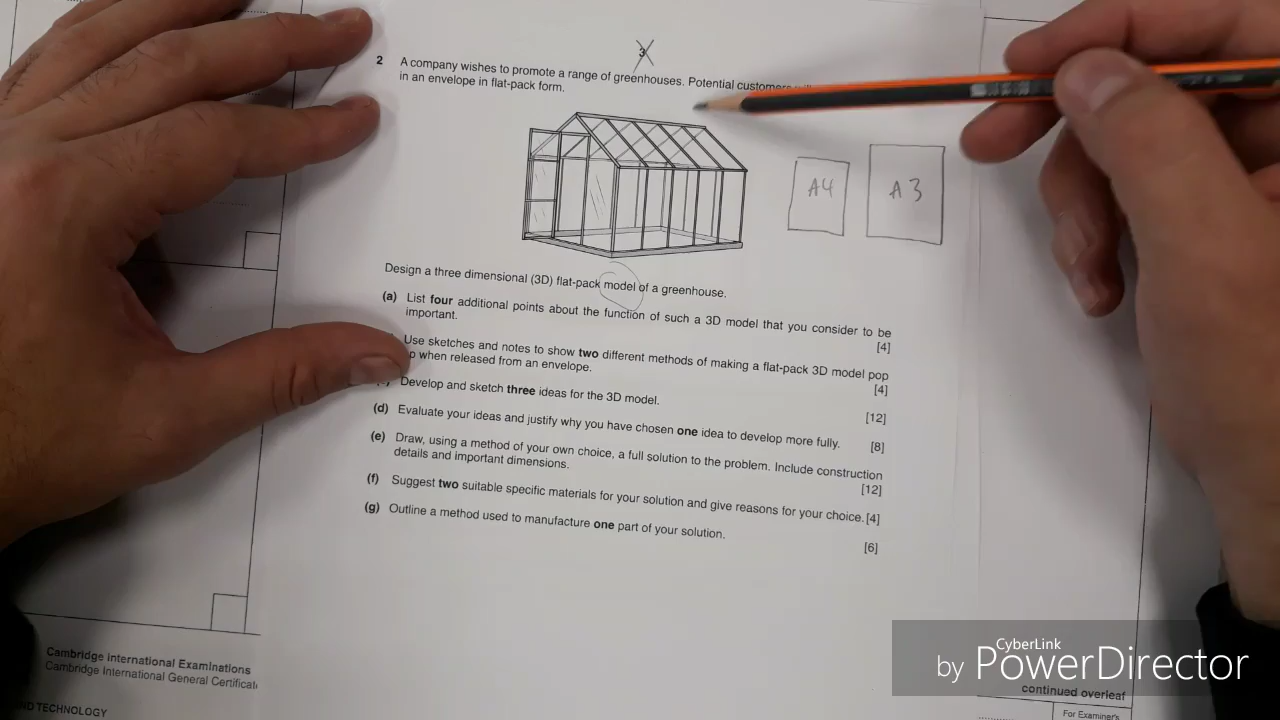 3
2 A company wishes to promote a range of greenhouses. Potential customers
in an envelope in flat-pack form.
A4
A3
Design a three dimensional (3D) flat-pack model of a greenhouse.
(a) List four additional points about the function of such a 3D model that you consider to be
important. [4]
Use sketches and notes to show two different methods of making a flat-pack 3D model pop
when released from an envelope. [4]
Develop and sketch three ideas for the 3D model. [12]
(d) Evaluate your ideas and justify why you have chosen one idea to develop more fully. [8]
(e) Draw, using a method of your own choice, a full solution to the problem. Include construction
details and important dimensions. [12]
(f) Suggest two suitable specific materials for your solution and give reasons for your choice. [4]
(g) Outline a method used to manufacture one part of your solution. [6]
Cambridge International Examinations
Cambridge International General
TECHNOLOGY
continued overleaf
For Examiner's
CyberLink
by PowerDirector